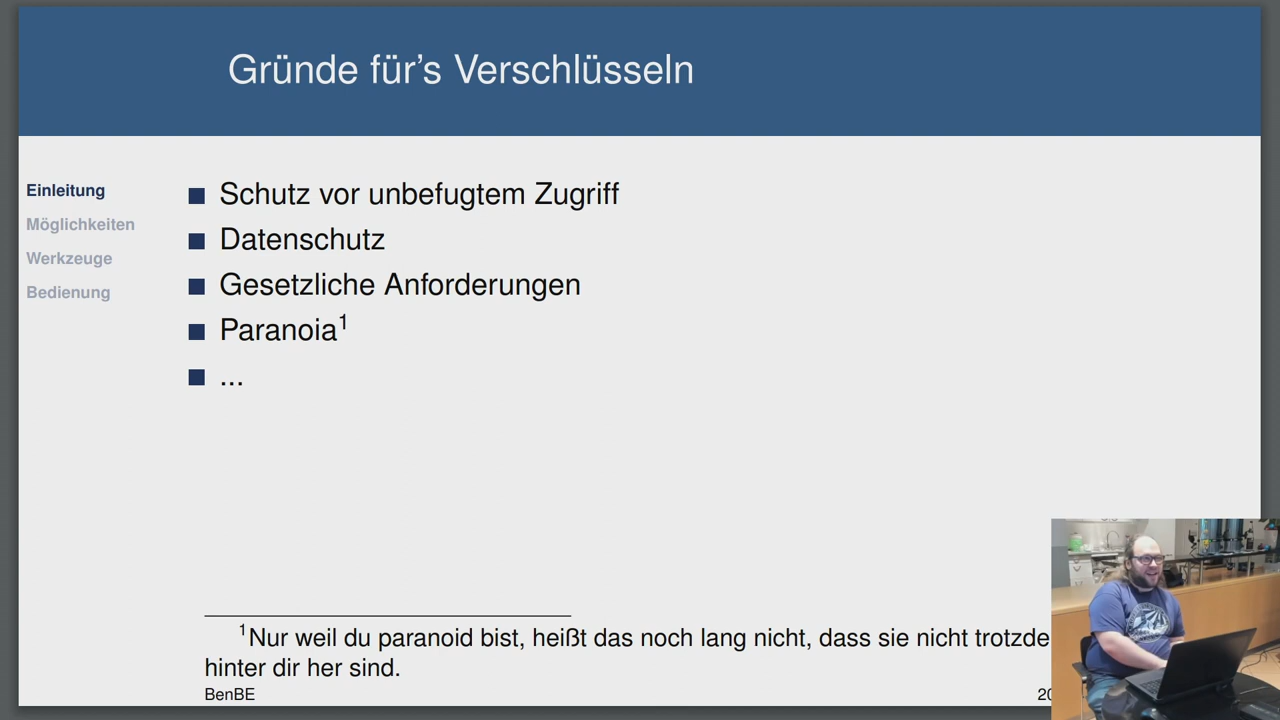 Gründe für's Verschlüsseln
Einleitung
Möglichkeiten
Werkzeuge
Bedienung
Schutz vor unbefugtem Zugriff
Datenschutz
Gesetzliche Anforderungen
Paranoia¹
...
¹Nur weil du paranoid bist, heißt das noch lang nicht, dass sie nicht trotzde
hinter dir her sind.
BenBE
20